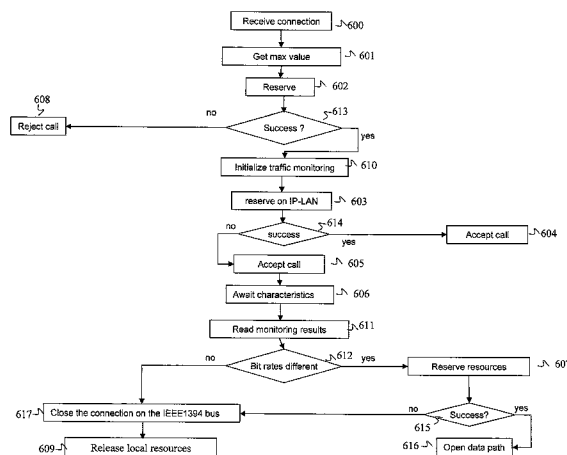 Receive connection
600
Get max value
601
Reserve
602
608
no
613
Reject call
Success ?
yes
Initialize traffic monitoring
610
reserve on IP-LAN
603
614
no
success
yes
Accept call
604
Accept call
605
Await characteristics
606
Read monitoring results
611
612
no
Bit rates different
yes
Reserve resources
607
617
Close the connection on the IEEE1394 bus
no
Success?
yes
615
609
Release local resources
616
Open data path